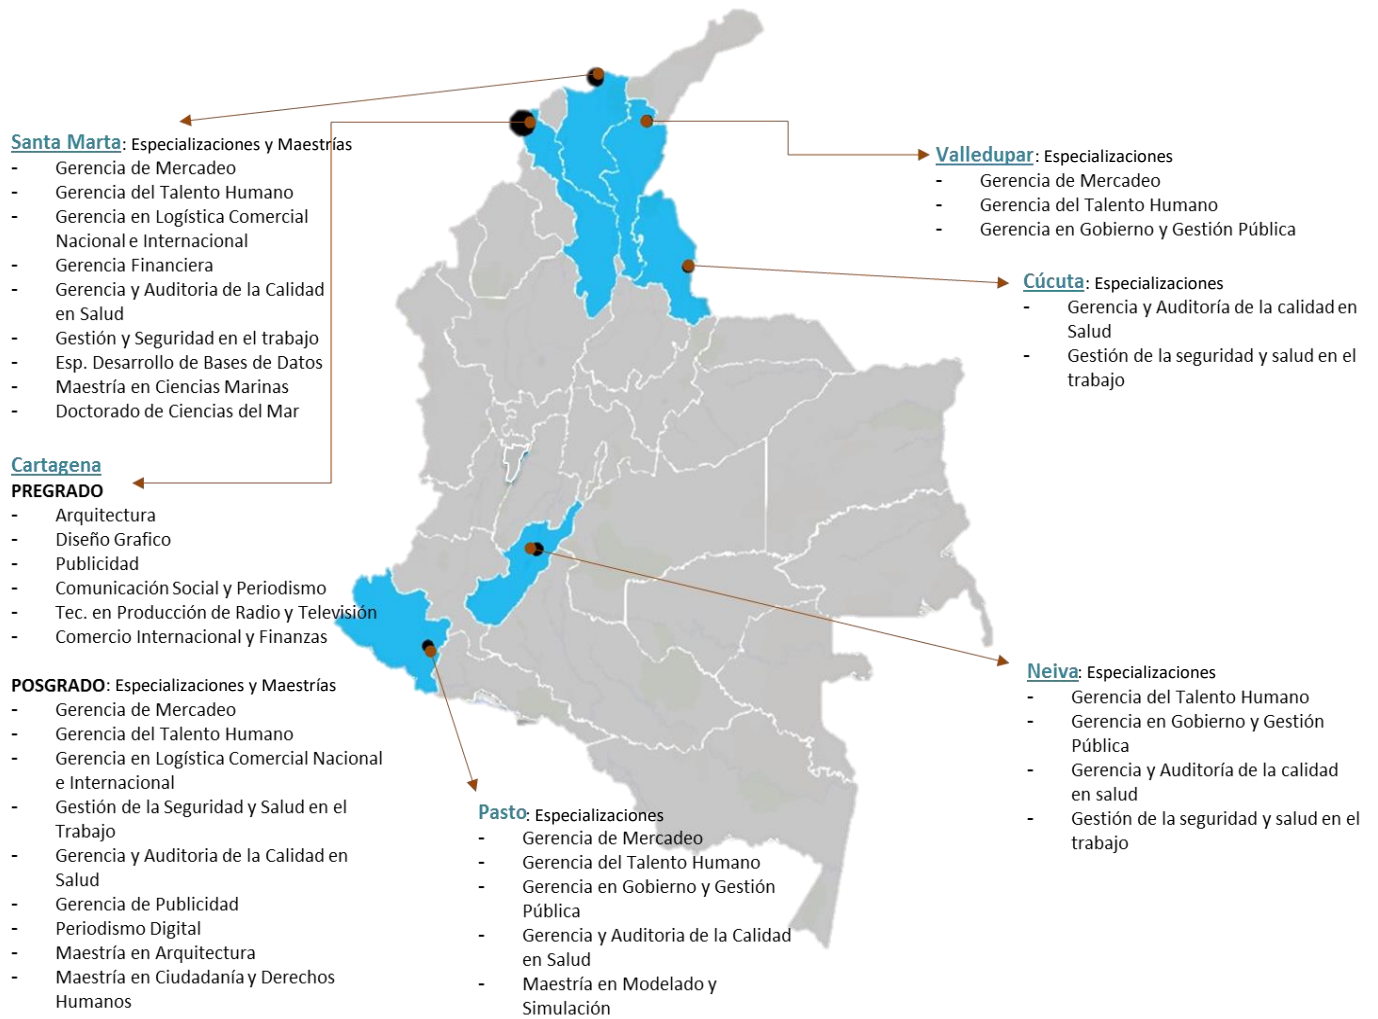 Santa Marta: Especializaciones y Maestrías
- Gerencia de Mercadeo
- Gerencia del Talento Humano
- Gerencia en Logística Comercial
Nacional e Internacional
- Gerencia Financiera
- Gerencia y Auditoria de la Calidad
en Salud
- Gestión y Seguridad en el trabajo
- Esp. Desarrollo de Bases de Datos
- Maestría en Ciencias Marinas
- Doctorado de Ciencias del Mar
Cartagena
PREGRADO
- Arquitectura
- Diseño Grafico
- Publicidad
- Comunicación Social y Periodismo
- Tec. en Producción de Radio y Televisión
- Comercio Internacional y Finanzas
POSGRADO: Especializaciones y Maestrías
- Gerencia de Mercadeo
- Gerencia del Talento Humano
- Gerencia en Logística Comercial Nacional
e Internacional
- Gestión de la Seguridad y Salud en el
Trabajo
- Gerencia y Auditoria de la Calidad en
Salud
- Gerencia de Publicidad
- Periodismo Digital
- Maestría en Arquitectura
- Maestría en Ciudadanía y Derechos
Humanos
Pasto: Especializaciones
- Gerencia de Mercadeo
- Gerencia del Talento Humano
- Gerencia en Gobierno y Gestión
Pública
- Gerencia y Auditoria de la Calidad
en Salud
- Maestría en Modelado y
Simulación
Valledupar: Especializaciones
- Gerencia de Mercadeo
- Gerencia del Talento Humano
- Gerencia en Gobierno y Gestión Pública
Cúcuta: Especializaciones
- Gerencia y Auditoría de la calidad en
Salud
- Gestión de la seguridad y salud en el
trabajo
Neiva: Especializaciones
- Gerencia del Talento Humano
- Gerencia en Gobierno y Gestión
Pública
- Gerencia y Auditoría de la calidad
en salud
- Gestión de la seguridad y salud en el
trabajo